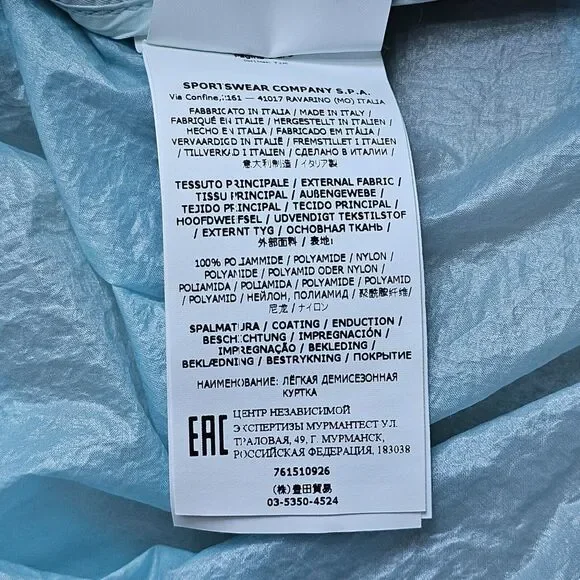 SPORTSWEAR COMPANY S.P.A.
Via Confine, 2161 — 41017 RAVARINO (MO) ITALIA
FABBRICATO IN ITALIA / MADE IN ITALY /
FABRIQUÉ EN ITALIE / HERGESTELLT IN ITALIEN /
HECHO EN ITALIA / FABRICADO EM ITÁLIA /
VERVAARDIGD IN ITALIË / FREMSTILLET I ITALIEN
/ TILLVERKAD I ITALIEN / СДЕЛАНО В ИТАЛИИ /
意大利制造 / イタリア製
TESSUTO PRINCIPALE / EXTERNAL FABRIC /
TISSU PRINCIPAL / AUßENGEWEBE /
TEJIDO PRINCIPAL / TECIDO PRINCIPAL /
HOOFDWEEFSEL / UDVENDIGT TEKSTILSTOF
/ EXTERNT TYG / ОСНОВНАЯ ТКАНЬ /
外部面料 / 表地
100% POLIAMMIDE / POLYAMIDE / NYLON /
POLYAMIDE / POLYAMID ODER NYLON /
POLIAMIDA / POLIAMIDA / POLYAMIDE / POLYAMID
/ POLYAMID / НЕЙЛОН, ПОЛИАМИД / 聚酰胺纤维/
尼龙 / ナイロン
SPALMATURA / COATING / ENDUCTION /
BESCHICHTUNG / IMPREGNACIÓN /
IMPREGNAÇÃO / BEKLEDING /
BEKLÆDNING / BESTRYKNING / ПОКРЫТИЕ
НАИМЕНОВАНИЕ: ЛЁГКАЯ ДЕМИСЕЗОННАЯ
КУРТКА
EAC
ЦЕНТР НЕЗАВИСИМОЙ
ЭКСПЕРТИЗЫ МУРМАНТЕСТ УЛ.
ТРАЛОВАЯ, 49, Г. МУРМАНСК,
РОССИЙСКАЯ ФЕДЕРАЦИЯ, 183038
761510926
(株)豊田貿易
03-5350-4524